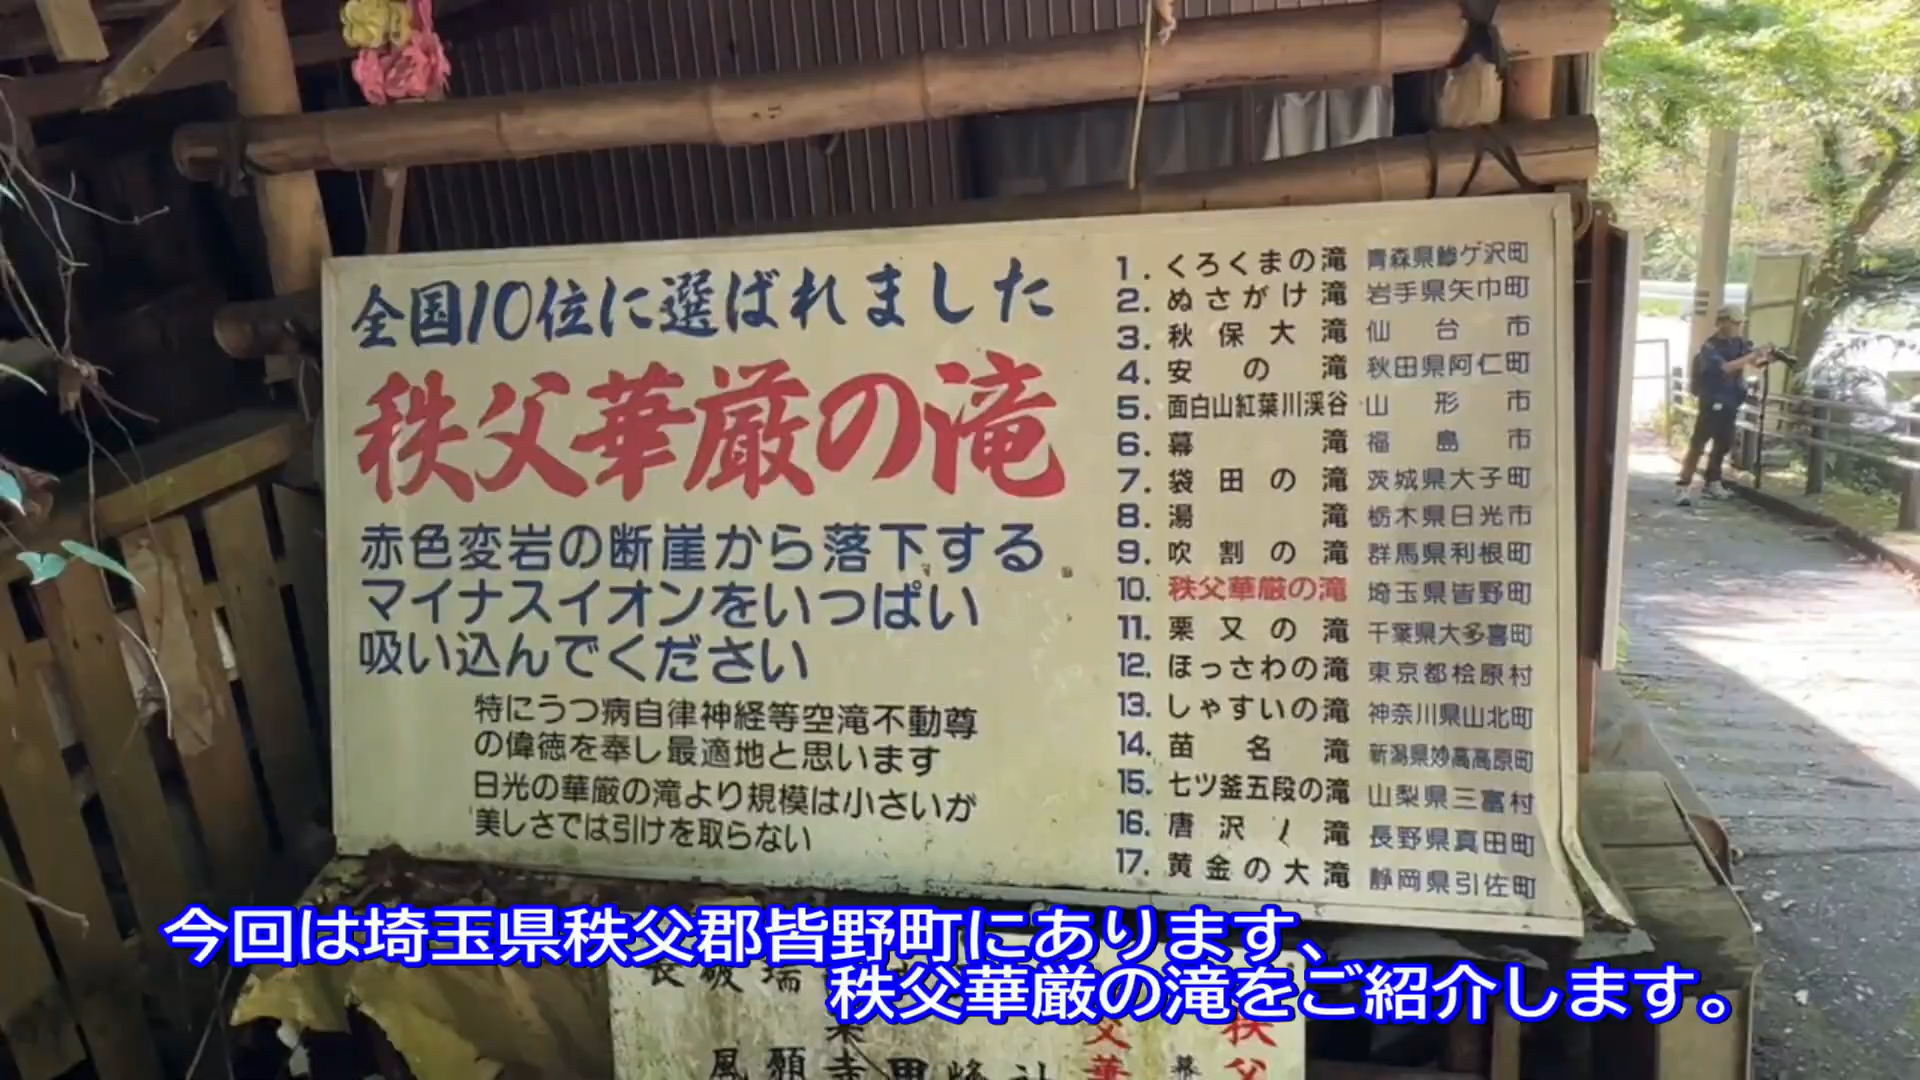 全国10位に選ばれました
秩父華厳の滝
赤色変岩の断崖から落下する
マイナスイオンをいっぱい
吸い込んでください
特にうつ病自律神経等空滝不動尊
の偉徳を奉し最適地と思います
日光の華厳の滝より規模は小さいが
美しさでは引けを取らない
1. くろくまの滝 青森県鰺ケ沢町
2. ぬさがけ滝 岩手県矢巾町
3. 秋保大滝 仙台市
4. 安の滝 秋田県阿仁町
5. 面白山紅葉川渓谷 山形市
6. 幕滝 福島市
7. 袋田の滝 茨城県大子町
8. 湯滝 栃木県日光市
9. 吹割の滝 群馬県利根町
10. 秩父華厳の滝 埼玉県皆野町
11. 栗又の滝 千葉県大多喜町
12. ほっさわの滝 東京都桧原村
13. しゃすいの滝 神奈川県山北町
14. 苗名滝 新潟県妙高高原町
15. 七ツ釜五段の滝 山梨県三富村
16. 唐沢ノ滝 長野県真田町
17. 黄金の大滝 静岡県引佐町
今回は埼玉県秩父郡皆野町にあります、
秩父華厳の滝をご紹介します。